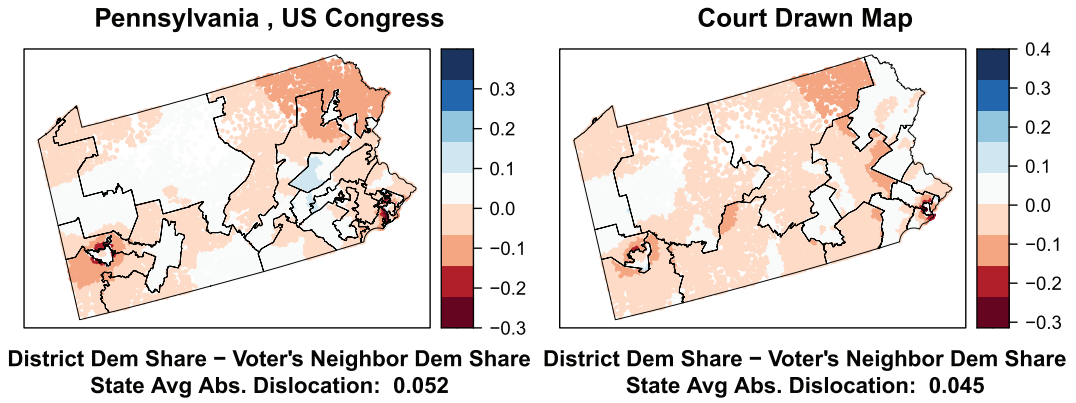 Pennsylvania , US Congress
Court Drawn Map
0.3
0.2
0.1
0.0
−0.1
−0.2
−0.3
0.4
0.3
0.2
0.1
0.0
−0.1
−0.2
−0.3
District Dem Share − Voter's Neighbor Dem Share
State Avg Abs. Dislocation: 0.052
District Dem Share − Voter's Neighbor Dem Share
State Avg Abs. Dislocation: 0.045